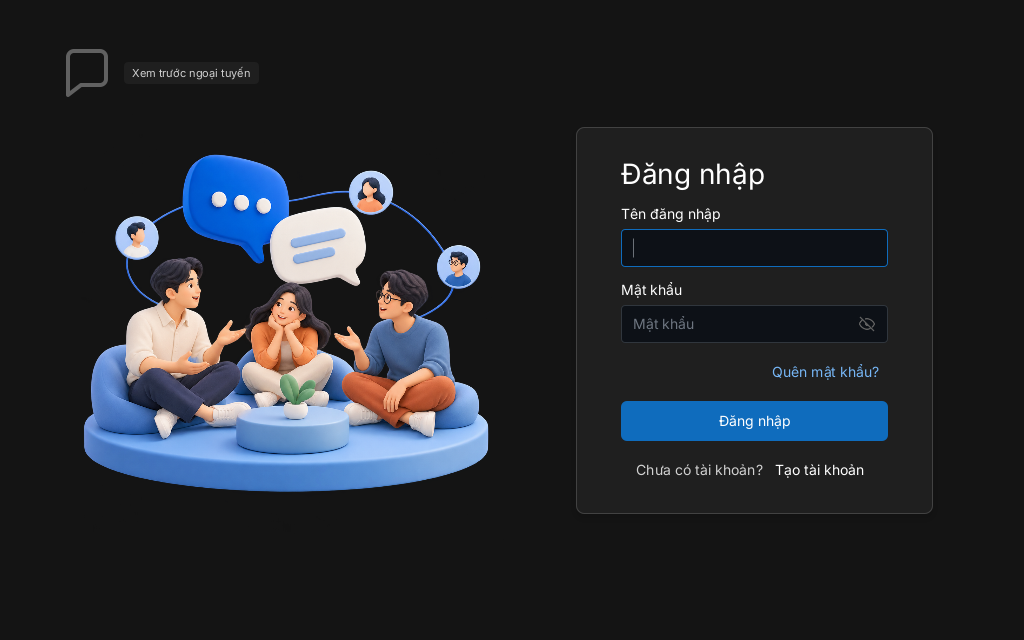 Xem trước ngoại tuyến
Đăng nhập
Tên đăng nhập
Mật khẩu
Mật khẩu
Quên mật khẩu?
Đăng nhập
Chưa có tài khoản? Tạo tài khoản